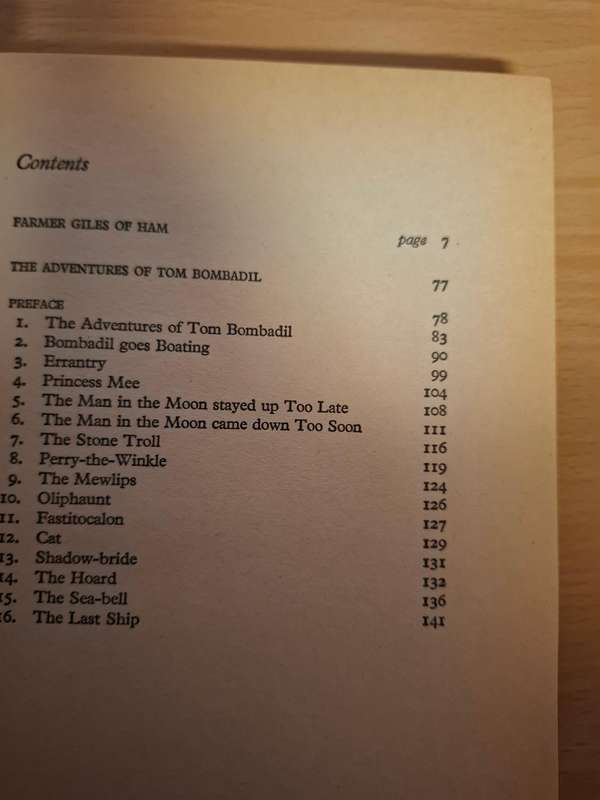 Contents
FARMER GILES OF HAM page 7
THE ADVENTURES OF TOM BOMBADIL 77
PREFACE 78
1. The Adventures of Tom Bombadil 83
2. Bombadil goes Boating 90
3. Errantry 99
4. Princess Mee 104
5. The Man in the Moon stayed up Too Late 108
6. The Man in the Moon came down Too Soon 111
7. The Stone Troll 116
8. Perry-the-Winkle 119
9. The Mewlips 124
10. Oliphaunt 126
11. Fastitocalon 127
12. Cat 129
13. Shadow-bride 131
14. The Hoard 132
15. The Sea-bell 136
16. The Last Ship 141